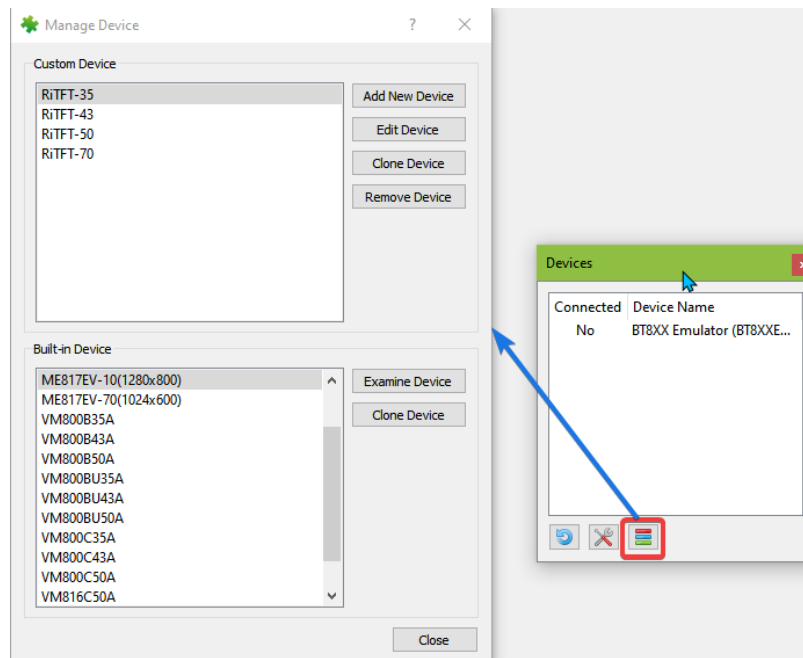 Manage Device
?
Custom Device
RiTFT-35
RiTFT-43
RiTFT-50
RiTFT-70
Add New Device
Edit Device
Clone Device
Remove Device
Built-in Device
ME817EV-10(1280x800)
ME817EV-70(1024x600)
VM800B35A
VM800B43A
VM800B50A
VM800BU35A
VM800BU43A
VM800BU50A
VM800C35A
VM800C43A
VM800C50A
VM816C50A
Examine Device
Clone Device
Close
Devices
Connected Device Name
No BT8XX Emulator (BT8XXE...